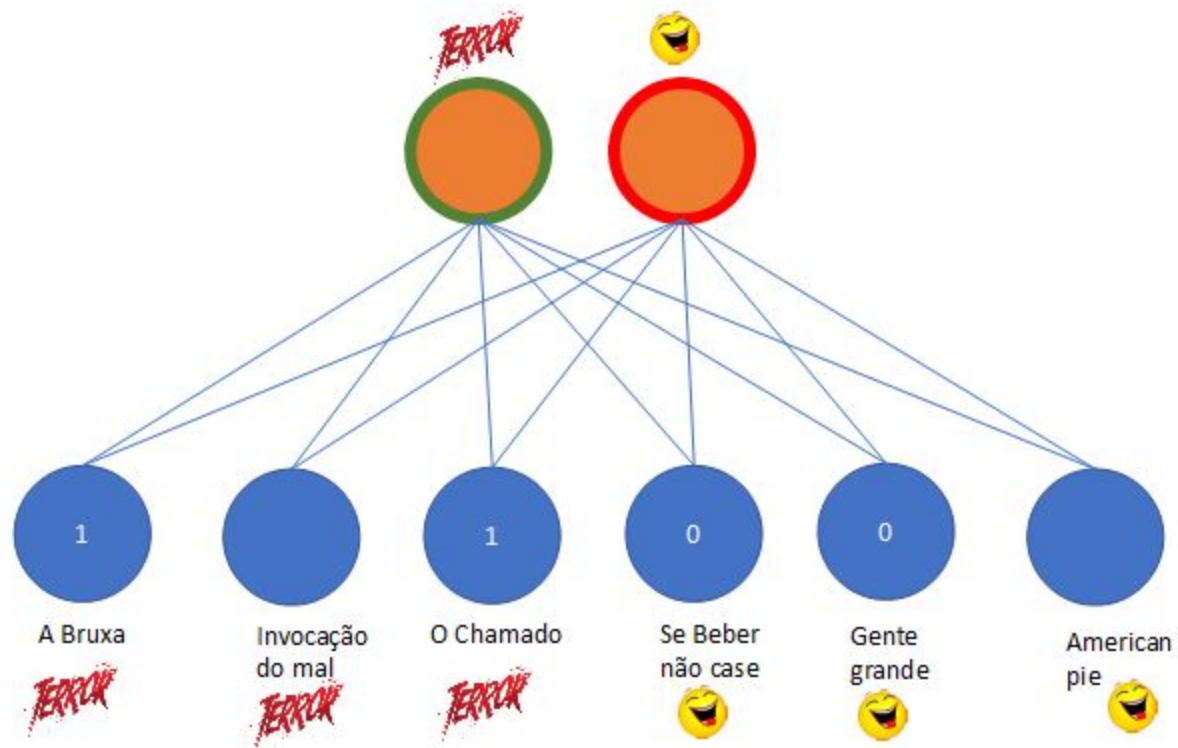 TERROR
1
1
0
0
A Bruxa
Invocação
do mal
O Chamado
Se Beber
não case
Gente
grande
American
pie
TERROR
TERROR
TERROR